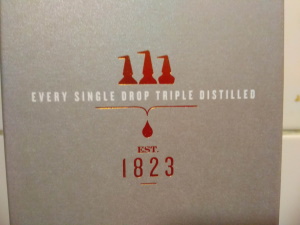 EVERY SINGLE DROP TRIPLE DISTILLED
EST.
1823